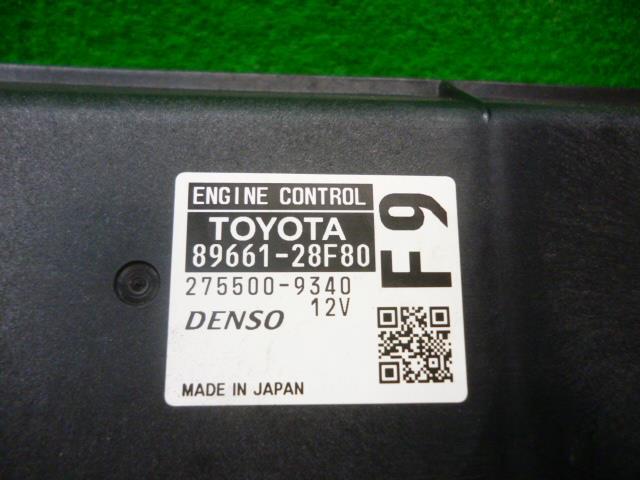 ENGINE CONTROL
TOYOTA
89661-28F80
275500-9340
12V
DENSO
MADE IN JAPAN
F9